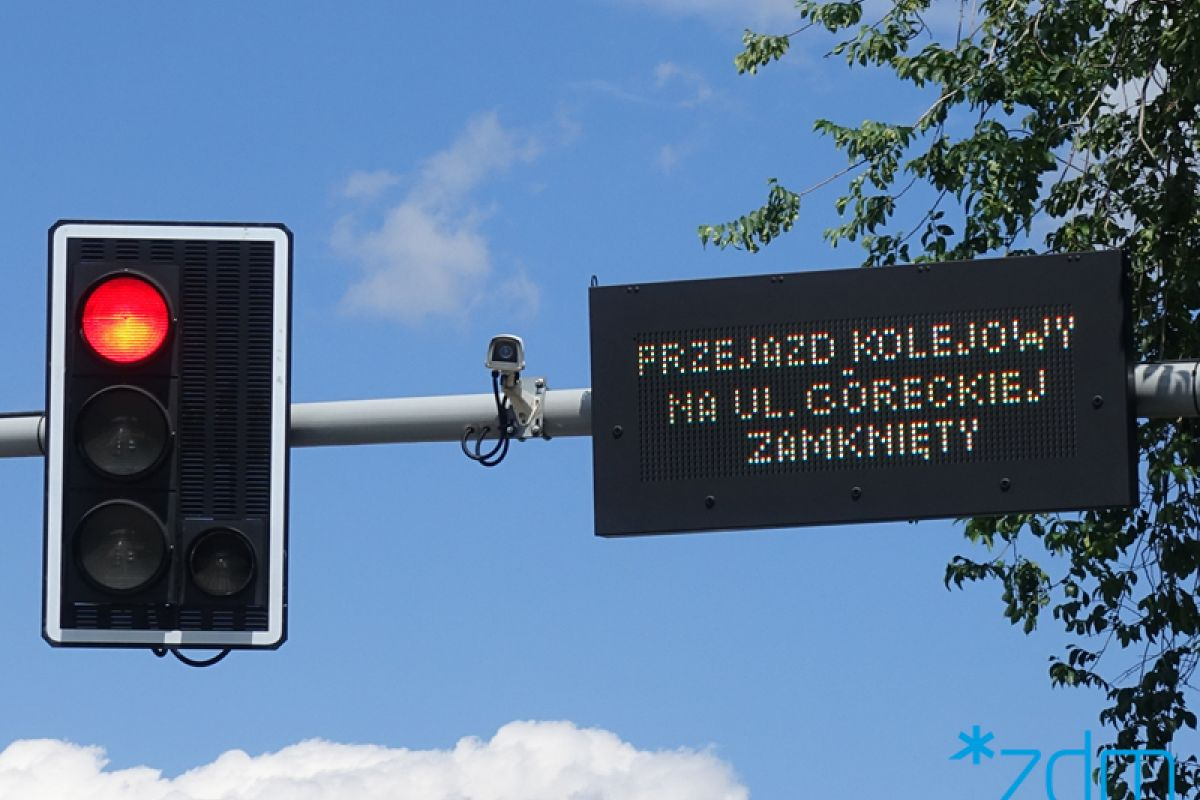 PRZEJAZD KOLEJOWY
NA UL. GÓRECKIEJ
ZAMKNIĘTY
*zdm